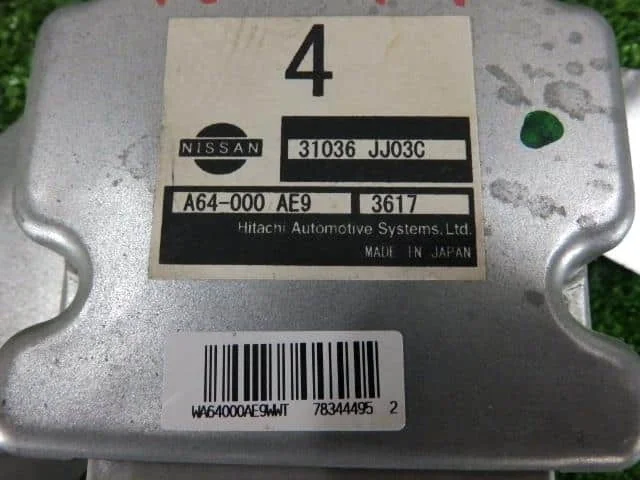 4
NISSAN 31036 JJ03C
A64-000 AE9 3617
Hitachi Automotive Systems, Ltd.
MADE IN JAPAN
WA64000AE9WWT 78344495 2